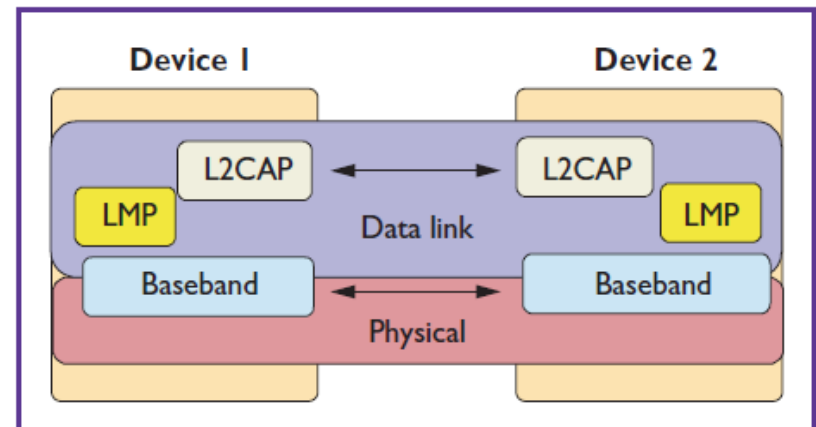 Device 1 Device 2
L2CAP L2CAP
LMP LMP
Data link
Baseband Baseband
Physical